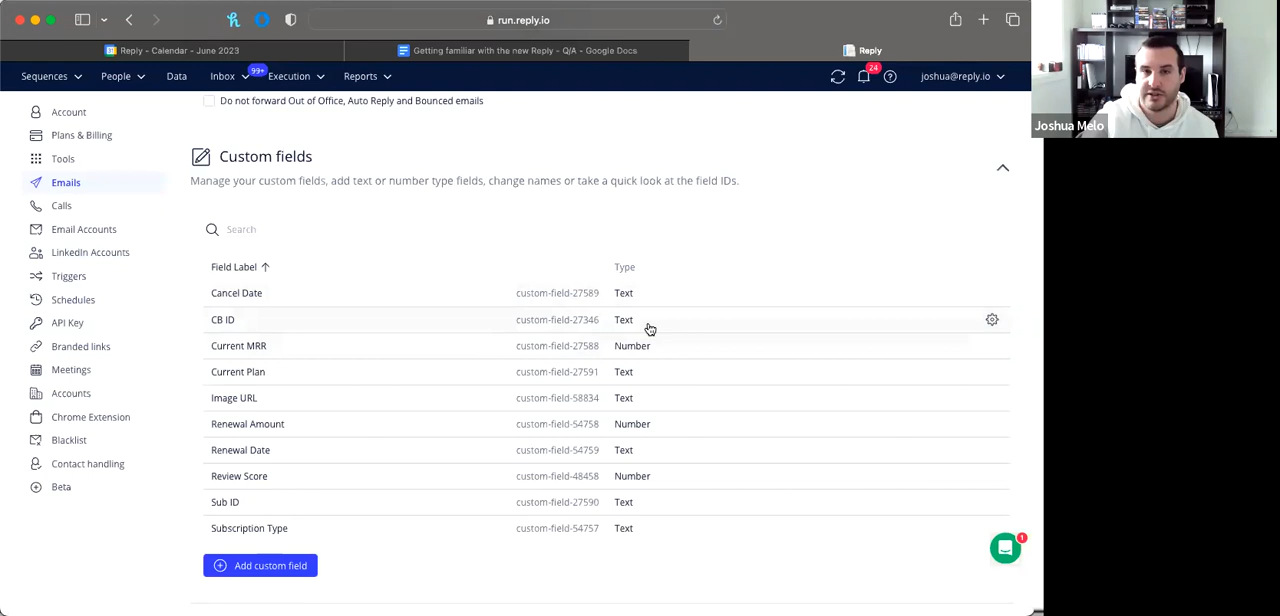 run.reply.io
Reply - Calendar - June 2023
Getting familiar with the new Reply - Q/A - Google Docs
Reply
Sequences People Data Inbox 99+ Execution Reports 24 joshua@reply.io
Joshua Melo
Account
Plans & Billing
Tools
Emails
Calls
Email Accounts
LinkedIn Accounts
Triggers
Schedules
API Key
Branded links
Meetings
Accounts
Chrome Extension
Blacklist
Contact handling
Beta
Do not forward Out of Office, Auto Reply and Bounced emails
Custom fields
Manage your custom fields, add text or number type fields, change names or take a quick look at the field IDs.
Search
Field Label Type
Cancel Date custom-field-27589 Text
CB ID custom-field-27346 Text
Current MRR custom-field-27588 Number
Current Plan custom-field-27591 Text
Image URL custom-field-58834 Text
Renewal Amount custom-field-54758 Number
Renewal Date custom-field-54759 Text
Review Score custom-field-48458 Number
Sub ID custom-field-27590 Text
Subscription Type custom-field-54757 Text
Add custom field
1